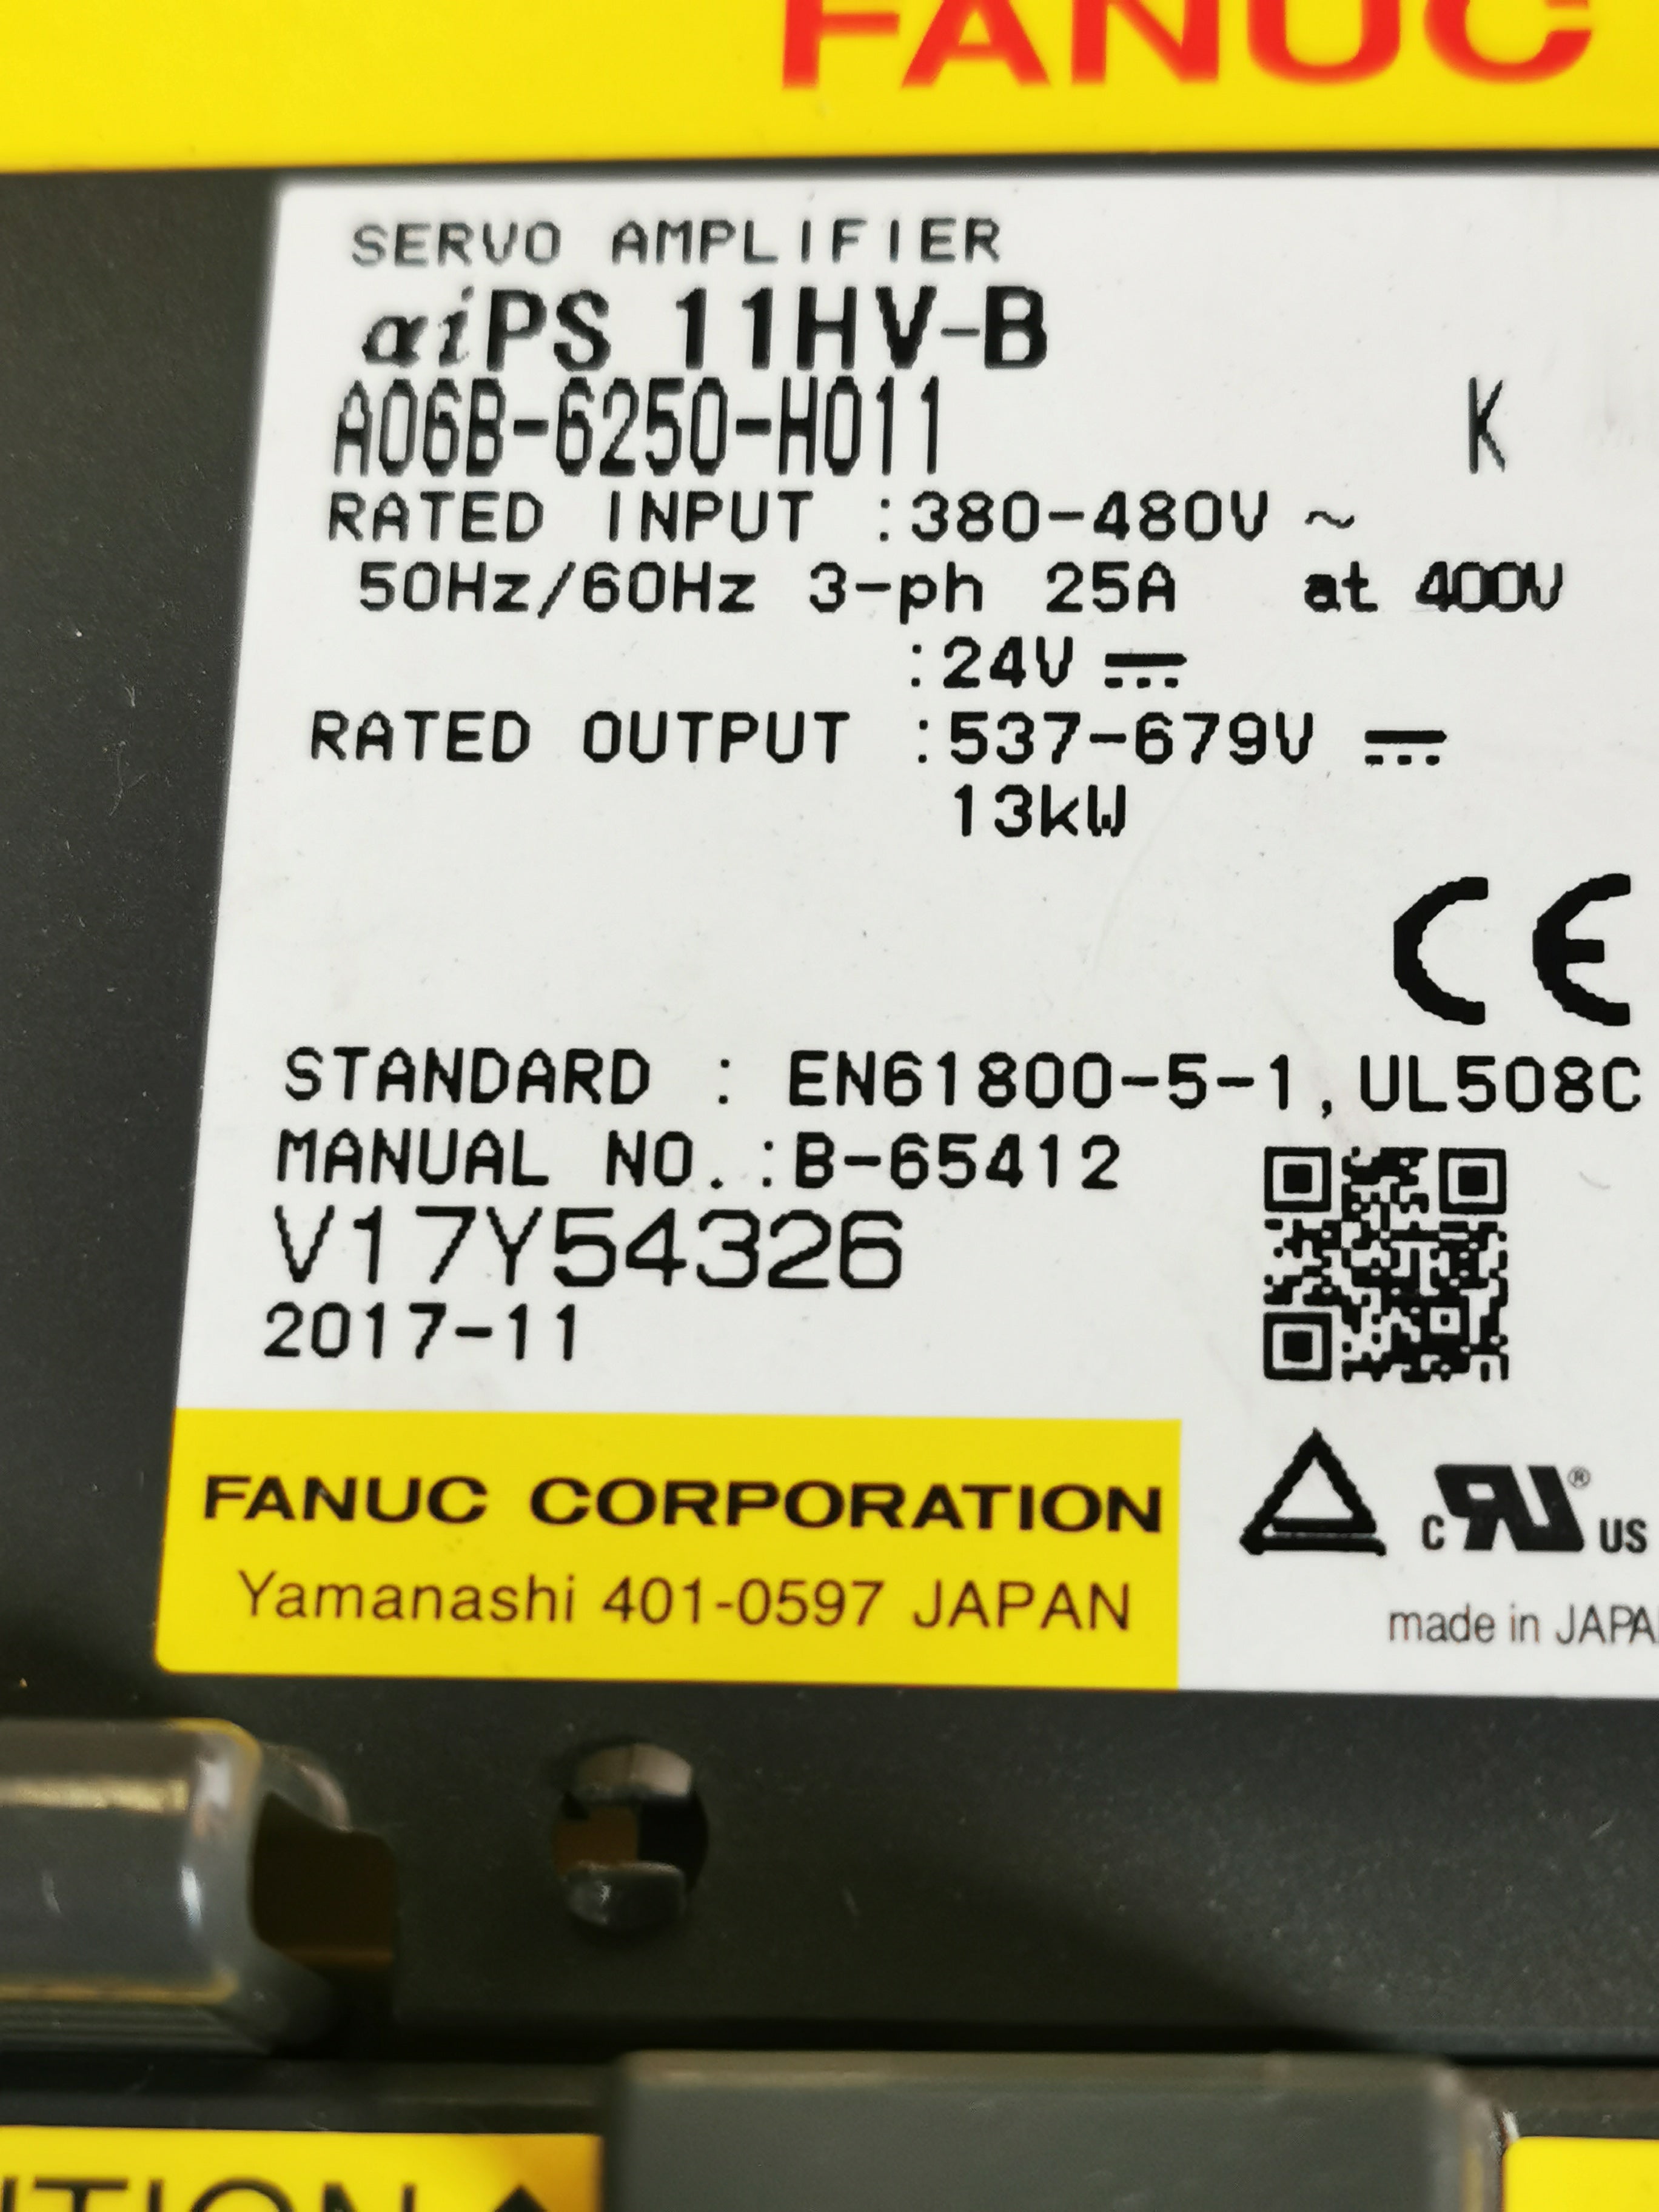 FANUC
SERVO AMPLIFIER
αiPS 11HV-B
A06B-6250-H011 K
RATED INPUT :380-480V ~
50Hz/60Hz 3-ph 25A at 400V
:24V ⎓
RATED OUTPUT :537-679V ⎓
13kW
CE
STANDARD : EN61800-5-1,UL508C
MANUAL NO.:B-65412
V17Y54326
2017-11
FANUC CORPORATION
Yamanashi 401-0597 JAPAN
c RU ® US
made in JAPA